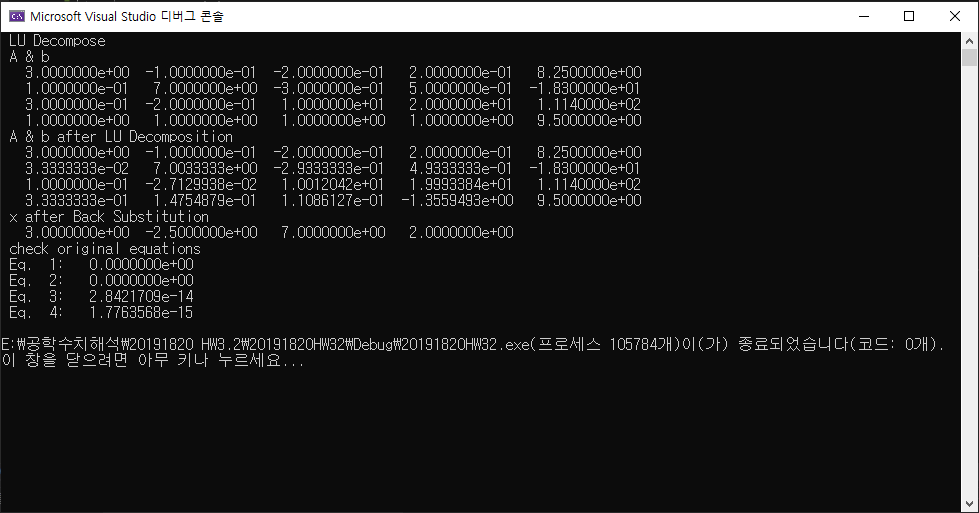 Microsoft Visual Studio 디버그 콘솔
LU Decompose
A & b
3.0000000e+00 -1.0000000e-01 -2.0000000e-01 2.0000000e-01 8.2500000e+00
1.0000000e-01 7.0000000e+00 -3.0000000e-01 5.0000000e-01 -1.8300000e+01
3.0000000e-01 -2.0000000e-01 1.0000000e+01 2.0000000e+01 1.1140000e+02
1.0000000e+00 1.0000000e+00 1.0000000e+00 1.0000000e+00 9.5000000e+00
A & b after LU Decomposition
3.0000000e+00 -1.0000000e-01 -2.0000000e-01 2.0000000e-01 8.2500000e+00
3.3333333e-02 7.0033333e+00 -2.9333333e-01 4.9333333e-01 -1.8300000e+01
1.0000000e-01 -2.7129938e-02 1.0012042e+01 1.9993384e+01 1.1140000e+02
3.3333333e-01 1.4754879e-01 1.1086127e-01 -1.3559493e+00 9.5000000e+00
x after Back Substitution
3.0000000e+00 -2.5000000e+00 7.0000000e+00 2.0000000e+00
check original equations
Eq. 1: 0.0000000e+00
Eq. 2: 0.0000000e+00
Eq. 3: 2.8421709e-14
Eq. 4: 1.7763568e-15
E:₩공학수치해석₩20191820 HW3.2₩20191820HW32₩Debug₩20191820HW32.exe(프로세스 105784개)이(가) 종료되었습니다(코드: 0개).
이 창을 닫으려면 아무 키나 누르세요...